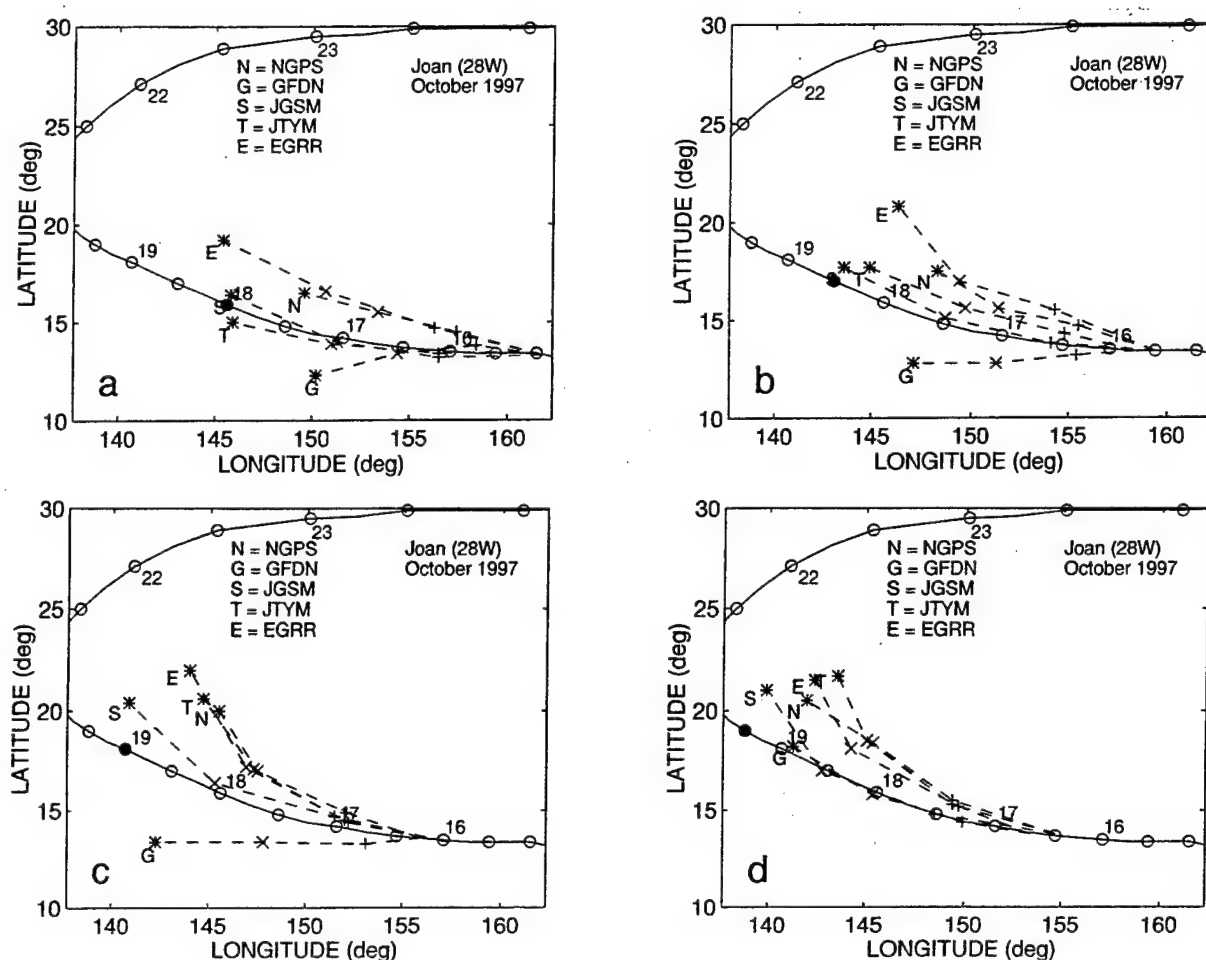 30
25
20
15
10
LATITUDE (deg)
23
22
N = NGPS
G = GFDN
S = JGSM
T = JTYM
E = EGRR
Joan (28W)
October 1997
19
18
17
16
E
N
S
T
G
a
140 145 150 155 160
LONGITUDE (deg)
30
25
20
15
10
LATITUDE (deg)
23
22
N = NGPS
G = GFDN
S = JGSM
T = JTYM
E = EGRR
Joan (28W)
October 1997
19
18
17
16
E
T
N
S
G
b
140 145 150 155 160
LONGITUDE (deg)
30
25
20
15
10
LATITUDE (deg)
23
22
N = NGPS
G = GFDN
S = JGSM
T = JTYM
E = EGRR
Joan (28W)
October 1997
E
S
T
N
19
18
17
16
G
c
140 145 150 155 160
LONGITUDE (deg)
30
25
20
15
10
LATITUDE (deg)
23
22
N = NGPS
G = GFDN
S = JGSM
T = JTYM
E = EGRR
Joan (28W)
October 1997
S
E
T
N
19
G
18
17
16
d
140 145 150 155 160
LONGITUDE (deg)